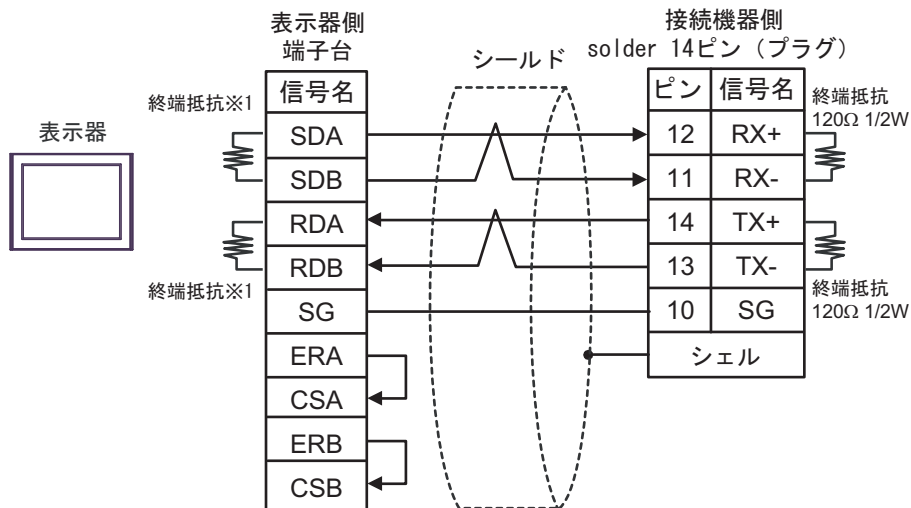 表示器側
端子台
シールド
接続機器側
solder 14ピン（プラグ）
表示器
終端抵抗※1
終端抵抗※1
信号名
SDA
SDB
RDA
RDB
SG
ERA
CSA
ERB
CSB
ピン 信号名
12 RX+
11 RX-
14 TX+
13 TX-
10 SG
シェル
終端抵抗
120Ω 1/2W
終端抵抗
120Ω 1/2W